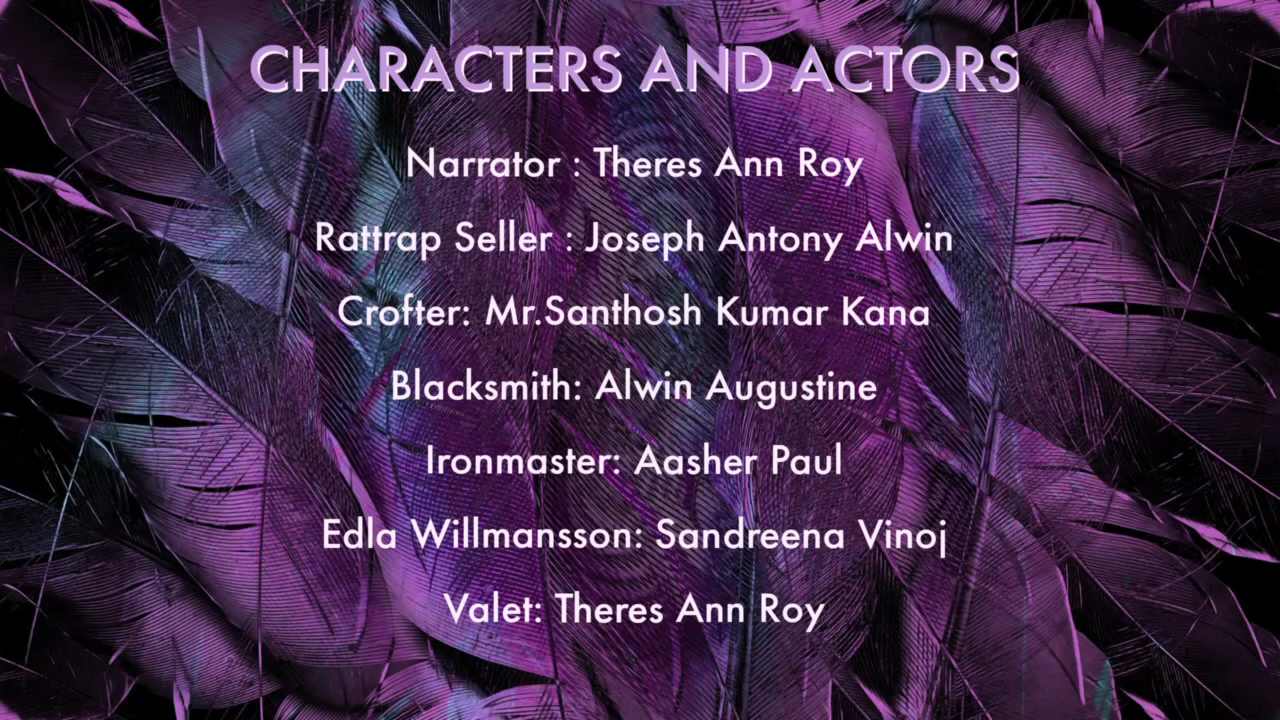 CHARACTERS AND ACTORS
Narrator : Theres Ann Roy
Rattrap Seller : Joseph Antony Alwin
Crofter: Mr.Santhosh Kumar Kana
Blacksmith: Alwin Augustine
Ironmaster: Aasher Paul
Edla Willmansson: Sandreena Vinoj
Valet: Theres Ann Roy